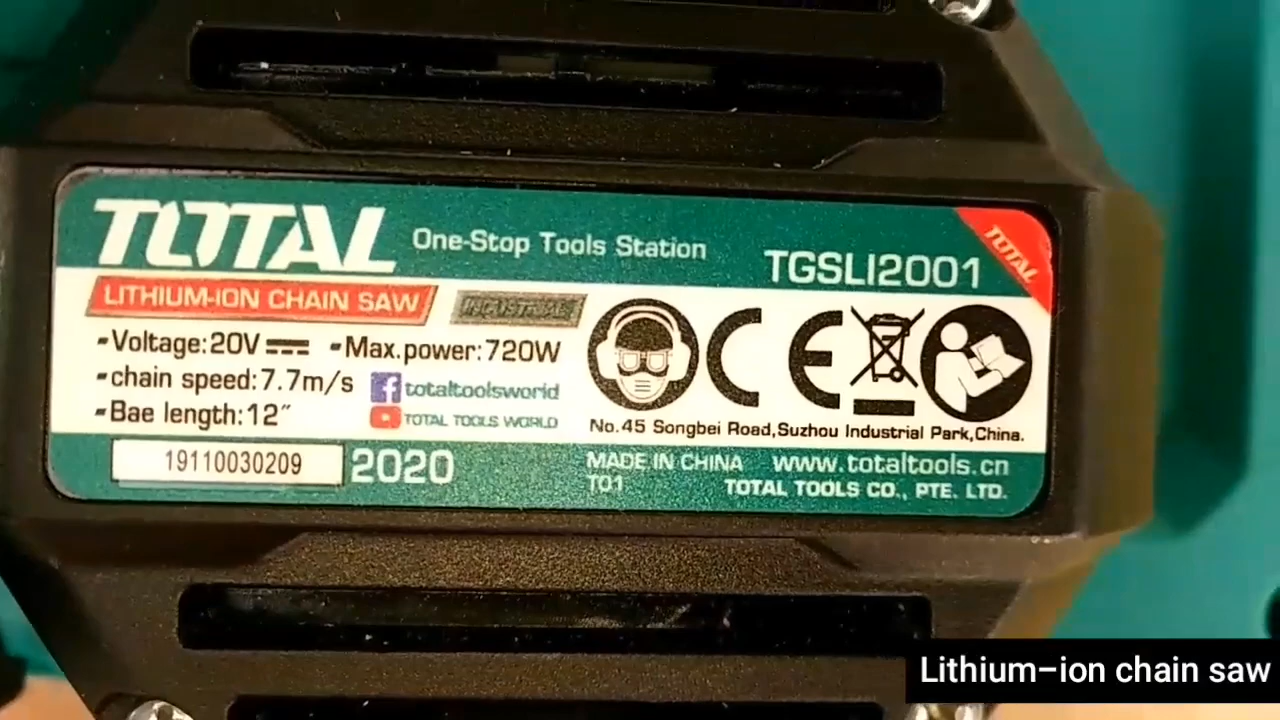 TOTAL One-Stop Tools Station
TGSLI2001
TOTAL
LITHIUM-ION CHAIN SAW INDUSTRIAL
-Voltage:20V -Max.power:720W
-chain speed:7.7m/s totaltoolsworld
-Bae length:12″ TOTAL TOOLS WORLD
CE
No.45 Songbei Road,Suzhou Industrial Park,China.
19110030209 2020
MADE IN CHINA www.totaltools.cn
T01 TOTAL TOOLS CO., PTE. LTD.
Lithium-ion chain saw